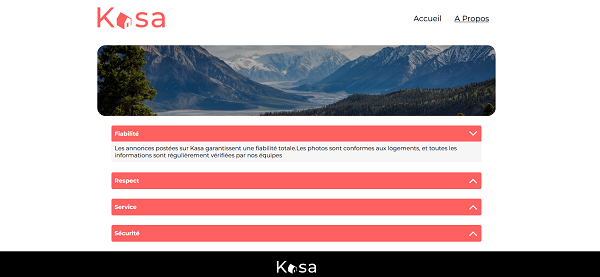 Kasa
Accueil
A Propos
Fiabilité
Les annonces postées sur Kasa garantissent une fiabilité totale.Les photos sont conformes aux logements, et toutes les
informations sont régulièrement vérifiées par nos équipes
Respect
Service
Sécurité
Kasa